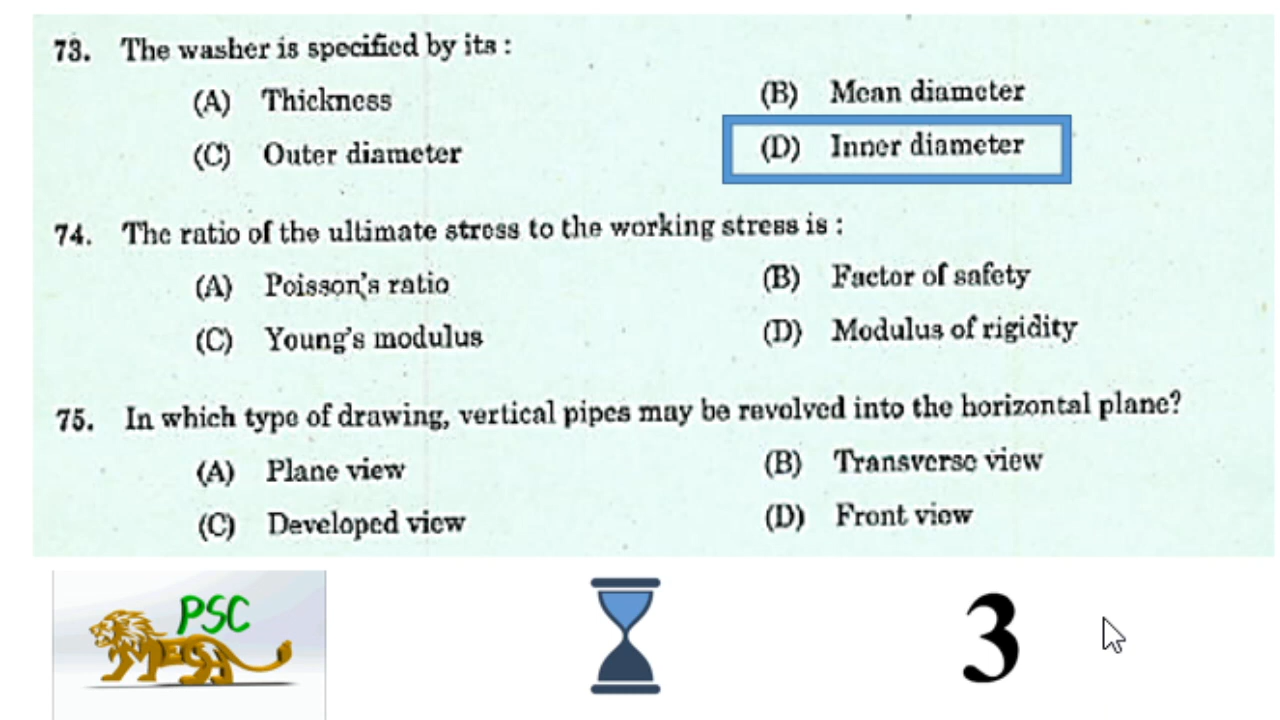 73. The washer is specified by its :
(A) Thickness (B) Mean diameter
(C) Outer diameter (D) Inner diameter
74. The ratio of the ultimate stress to the working stress is :
(A) Poisson's ratio (B) Factor of safety
(C) Young's modulus (D) Modulus of rigidity
75. In which type of drawing, vertical pipes may be revolved into the horizontal plane?
(A) Plane view (B) Transverse view
(C) Developed view (D) Front view
PSC
3